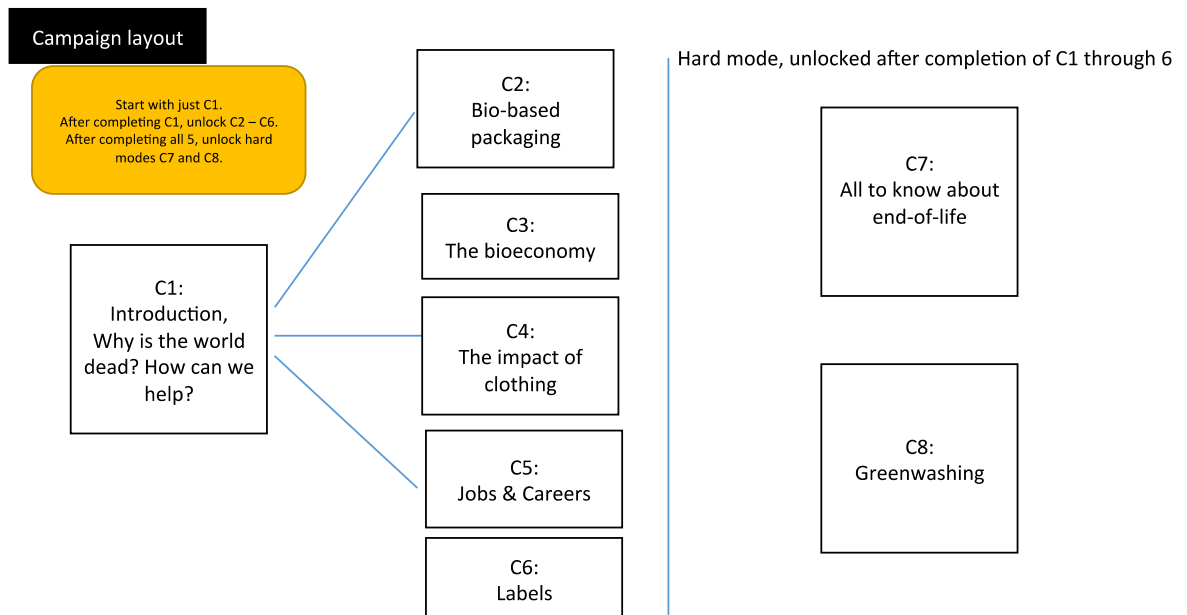 Campaign layout
Start with just C1.
After completing C1, unlock C2 – C6.
After completing all 5, unlock hard
modes C7 and C8.
C1:
Introduction,
Why is the world
dead? How can we
help?
C2:
Bio-based
packaging
C3:
The bioeconomy
C4:
The impact of
clothing
C5:
Jobs & Careers
C6:
Labels
Hard mode, unlocked after completion of C1 through 6
C7:
All to know about
end-of-life
C8:
Greenwashing